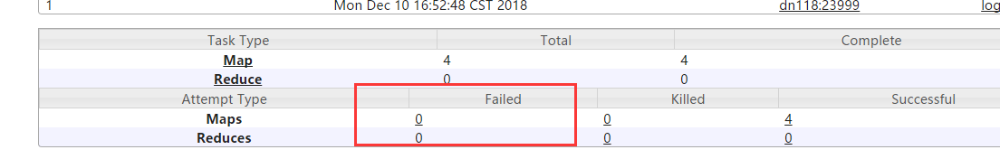 1 Mon Dec 10 16:52:48 CST 2018 dn118:23999 log
Task Type Total Complete
Map 4 4
Reduce 0 0
Attempt Type Failed Killed Successful
Maps 0 0 4
Reduces 0 0 0